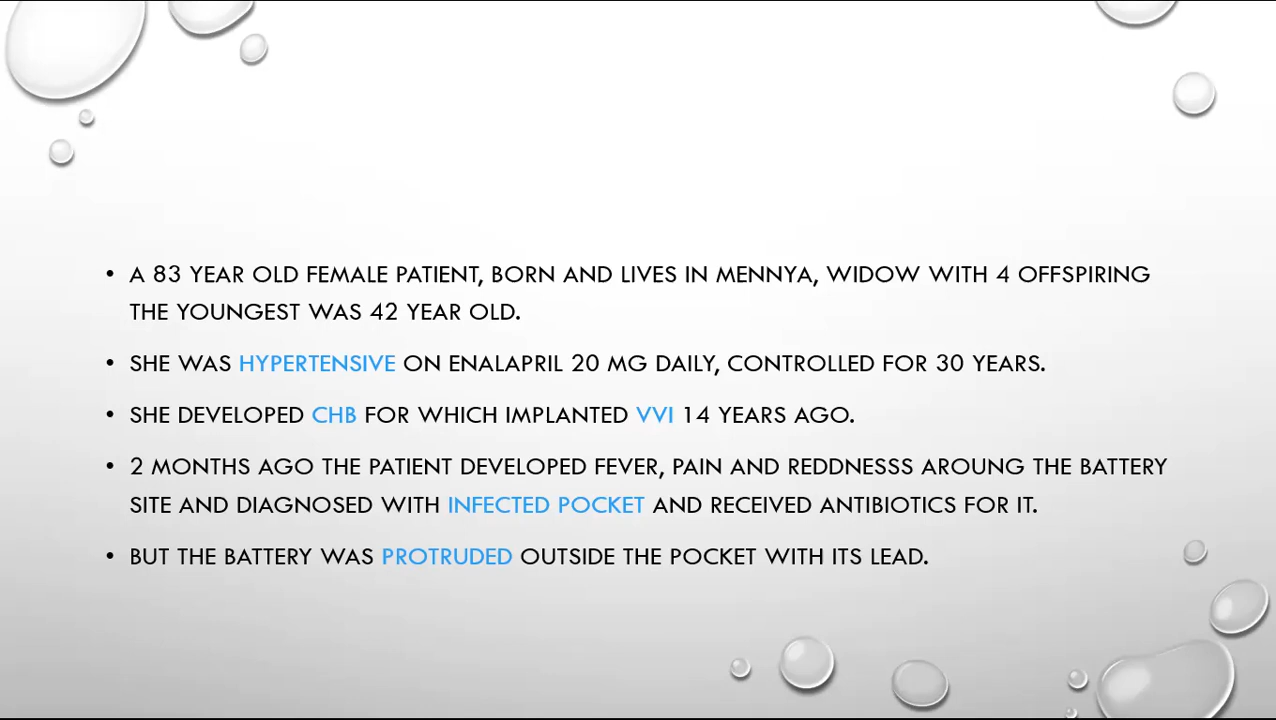 • A 83 YEAR OLD FEMALE PATIENT, BORN AND LIVES IN MENNYA, WIDOW WITH 4 OFFSPIRING
THE YOUNGEST WAS 42 YEAR OLD.
• SHE WAS HYPERTENSIVE ON ENALAPRIL 20 MG DAILY, CONTROLLED FOR 30 YEARS.
• SHE DEVELOPED CHB FOR WHICH IMPLANTED VVI 14 YEARS AGO.
• 2 MONTHS AGO THE PATIENT DEVELOPED FEVER, PAIN AND REDDNESSS AROUNG THE BATTERY
SITE AND DIAGNOSED WITH INFECTED POCKET AND RECEIVED ANTIBIOTICS FOR IT.
• BUT THE BATTERY WAS PROTRUDED OUTSIDE THE POCKET WITH ITS LEAD.